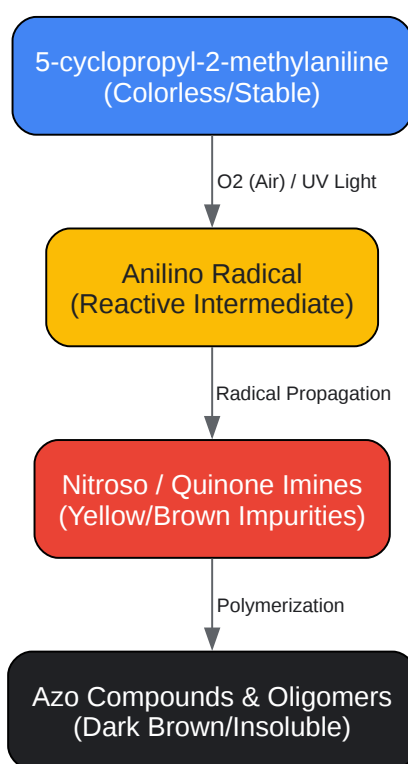 5-cyclopropyl-2-methylaniline
(Colorless/Stable)
O2 (Air) / UV Light
Anilino Radical
(Reactive Intermediate)
Radical Propagation
Nitroso / Quinone Imines
(Yellow/Brown Impurities)
Polymerization
Azo Compounds & Oligomers
(Dark Brown/Insoluble)